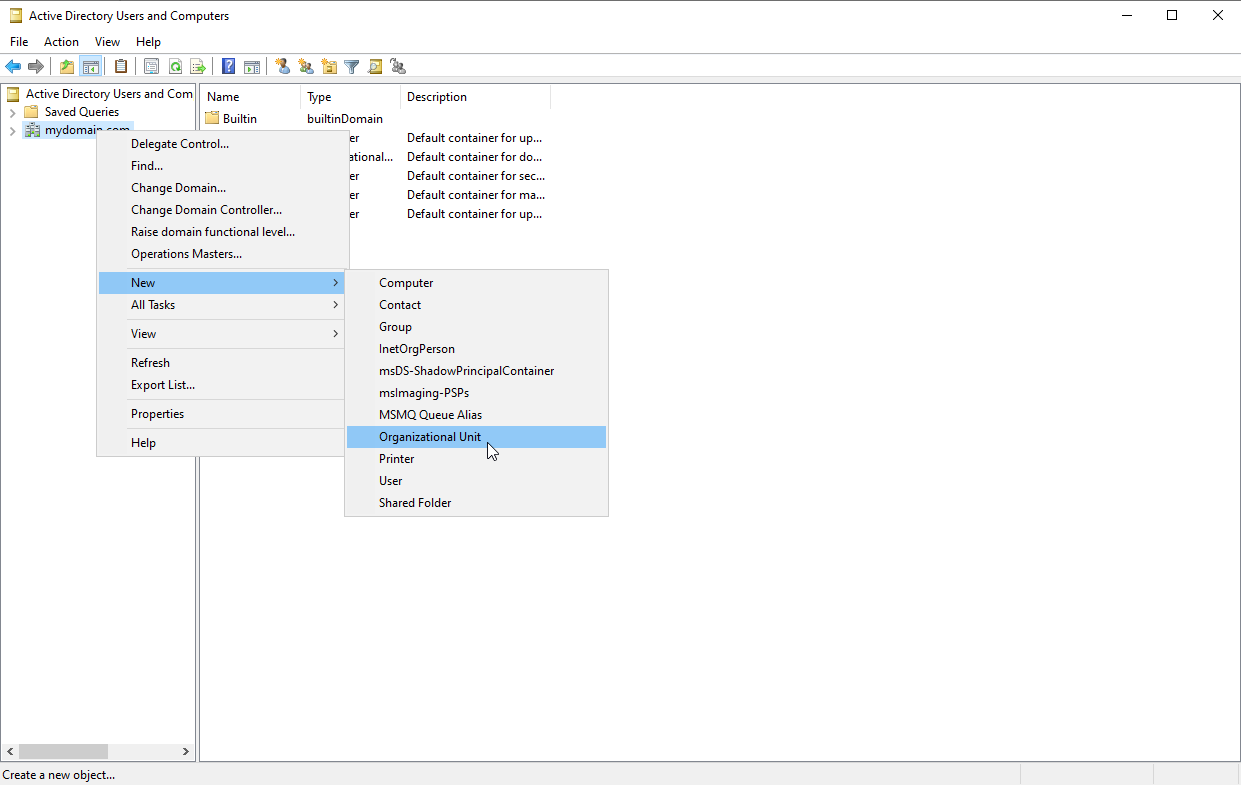 Active Directory Users and Computers
File Action View Help
Active Directory Users and Com
Saved Queries
mydomain.com
Name Type Description
Builtin builtinDomain
er Default container for up...
ational... Default container for do...
er Default container for sec...
er Default container for ma...
er Default container for up...
Delegate Control...
Find...
Change Domain...
Change Domain Controller...
Raise domain functional level...
Operations Masters...
New
All Tasks
View
Refresh
Export List...
Properties
Help
Computer
Contact
Group
InetOrgPerson
msDS-ShadowPrincipalContainer
msImaging-PSPs
MSMQ Queue Alias
Organizational Unit
Printer
User
Shared Folder
Create a new object...